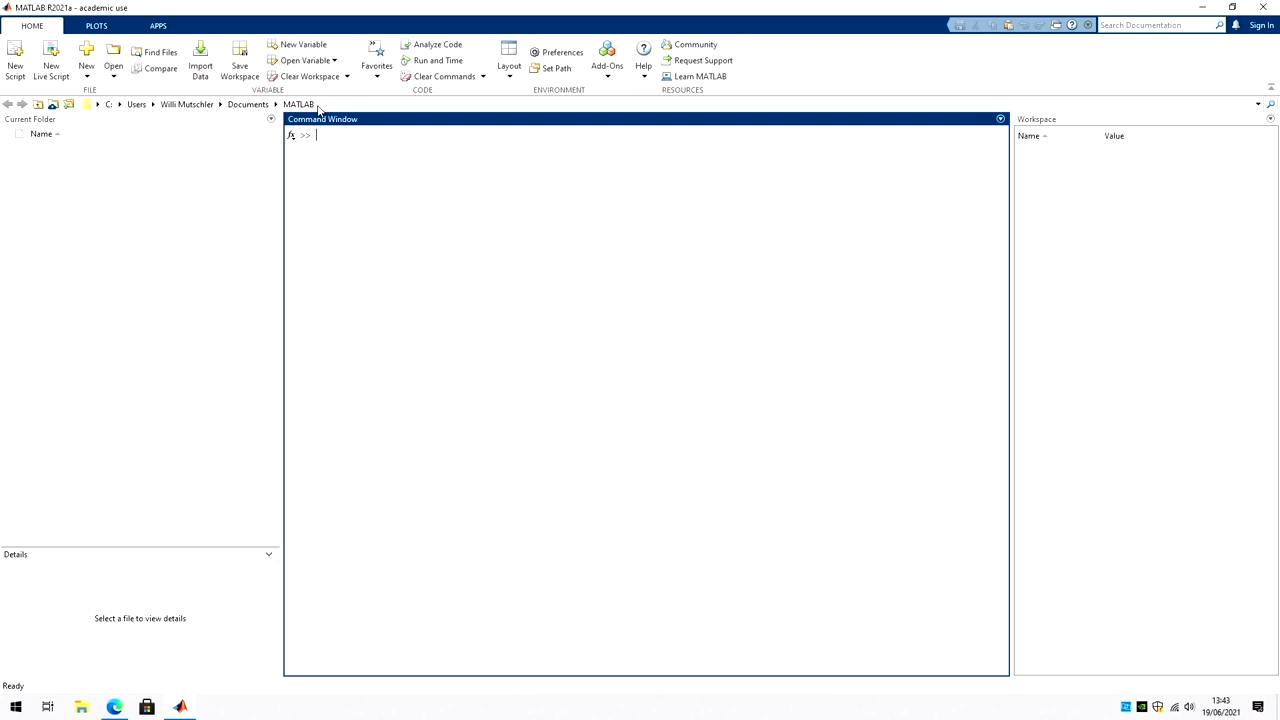 MATLAB R2021a - academic use
HOME PLOTS APPS
Search Documentation
Sign In
New Script
New Live Script
New
Open
Find Files
Compare
Import Data
Save Workspace
New Variable
Open Variable
Clear Workspace
Favorites
Analyze Code
Run and Time
Clear Commands
Layout
Preferences
Set Path
Add-Ons
Help
Community
Request Support
Learn MATLAB
FILE VARIABLE CODE ENVIRONMENT RESOURCES
C: Users Willi Mutschler Documents MATLAB
Current Folder
Name
Command Window
fx >>
Workspace
Name Value
Details
Select a file to view details
Ready
13:43
19/06/2021